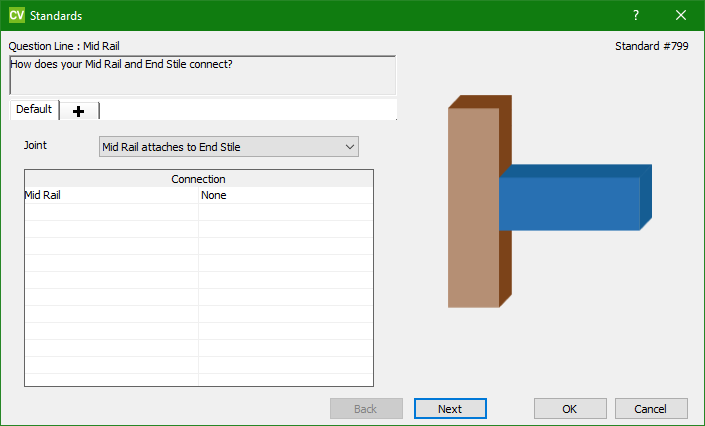 CV Standards ?
Question Line : Mid Rail
Standard #799
How does your Mid Rail and End Stile connect?
Default
Joint
Mid Rail attaches to End Stile
Connection
Mid Rail None
Back Next OK Cancel